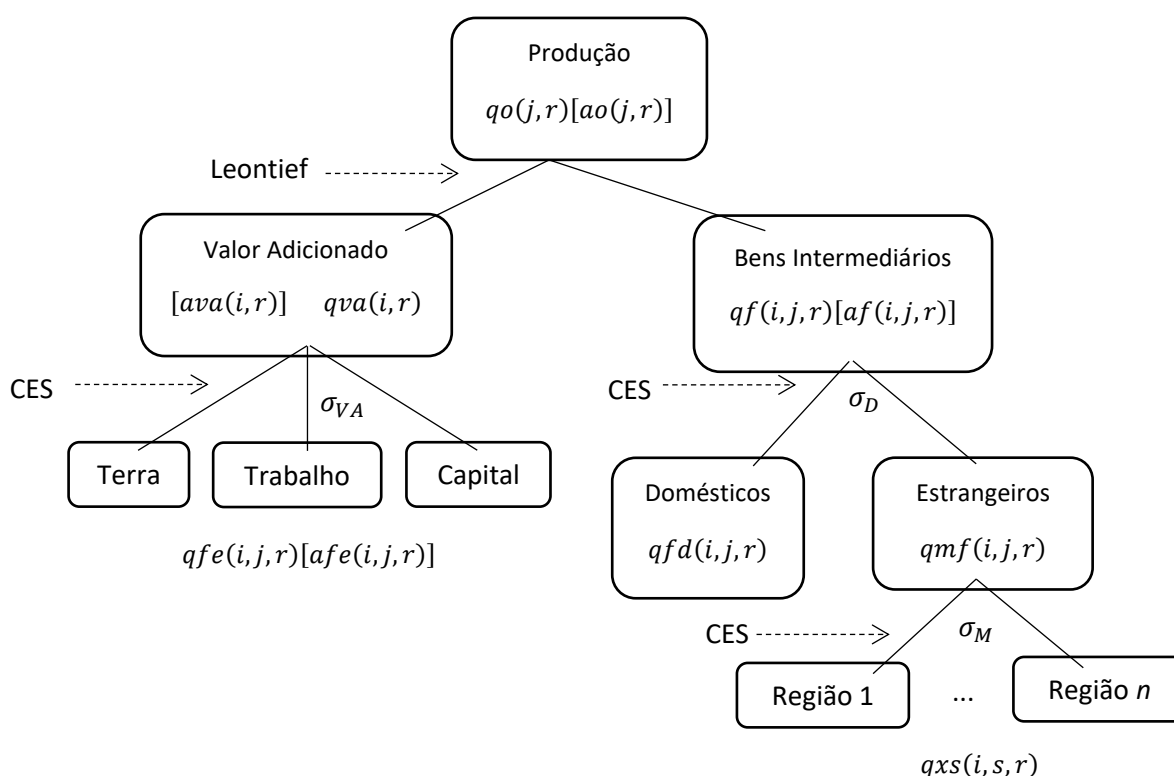 Produção
qo(j,r)[ao(j,r)]
Leontief
Valor Adicionado
[ava(i,r)] qva(i,r)
Bens Intermediários
qf(i,j,r)[af(i,j,r)]
CES
σ_VA
CES
σ_D
Terra
Trabalho
Capital
qfe(i,j,r)[afe(i,j,r)]
Domésticos
qfd(i,j,r)
Estrangeiros
qmf(i,j,r)
CES
σ_M
Região 1
...
Região n
qxs(i,s,r)